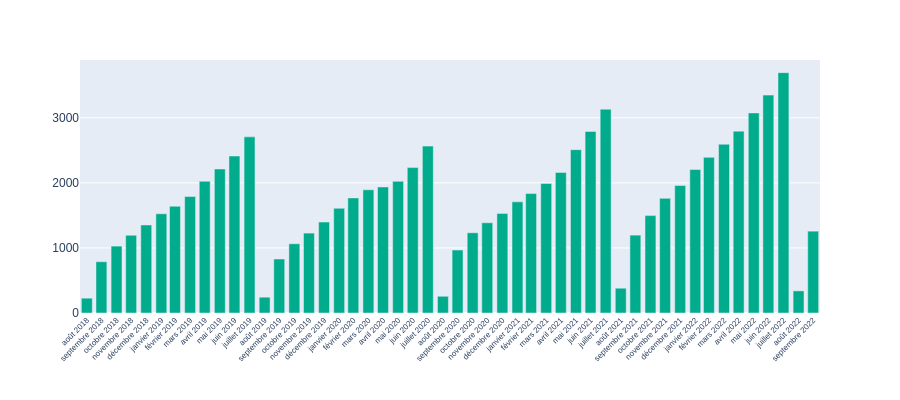 3000
2000
1000
0
août 2018
septembre 2018
octobre 2018
novembre 2018
décembre 2018
janvier 2019
février 2019
mars 2019
avril 2019
mai 2019
juin 2019
juillet 2019
août 2019
septembre 2019
octobre 2019
novembre 2019
décembre 2019
janvier 2020
février 2020
mars 2020
avril 2020
mai 2020
juin 2020
juillet 2020
août 2020
septembre 2020
octobre 2020
novembre 2020
décembre 2020
janvier 2021
février 2021
mars 2021
avril 2021
mai 2021
juin 2021
juillet 2021
août 2021
septembre 2021
octobre 2021
novembre 2021
décembre 2021
janvier 2022
février 2022
mars 2022
avril 2022
mai 2022
juin 2022
juillet 2022
août 2022
septembre 2022